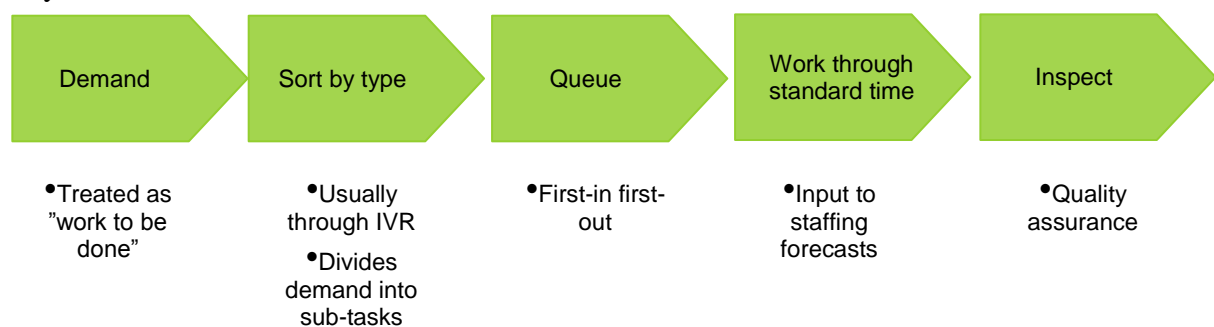 Demand
Sort by type
Queue
Work through
standard time
Inspect
•Treated as
”work to be
done”
•Usually
through IVR
•Divides
demand into
sub-tasks
•First-in first-
out
•Input to
staffing
forecasts
•Quality
assurance